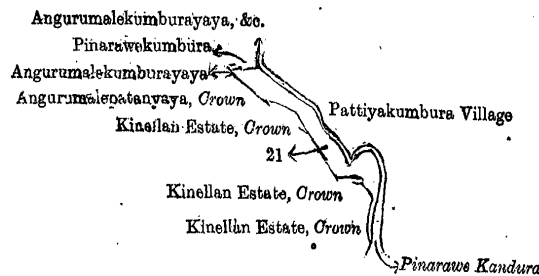 Angurumalekumburayaya, &c.
Pinarawekumbura
Angurumalekumburayaya
Angurumalepatanyaya, Crown
Pattiyakumbura Village
Kinellan Estate, Crown
21
Kinellan Estate, Crown
Kinellan Estate, Crown
Pinarawe Kandura